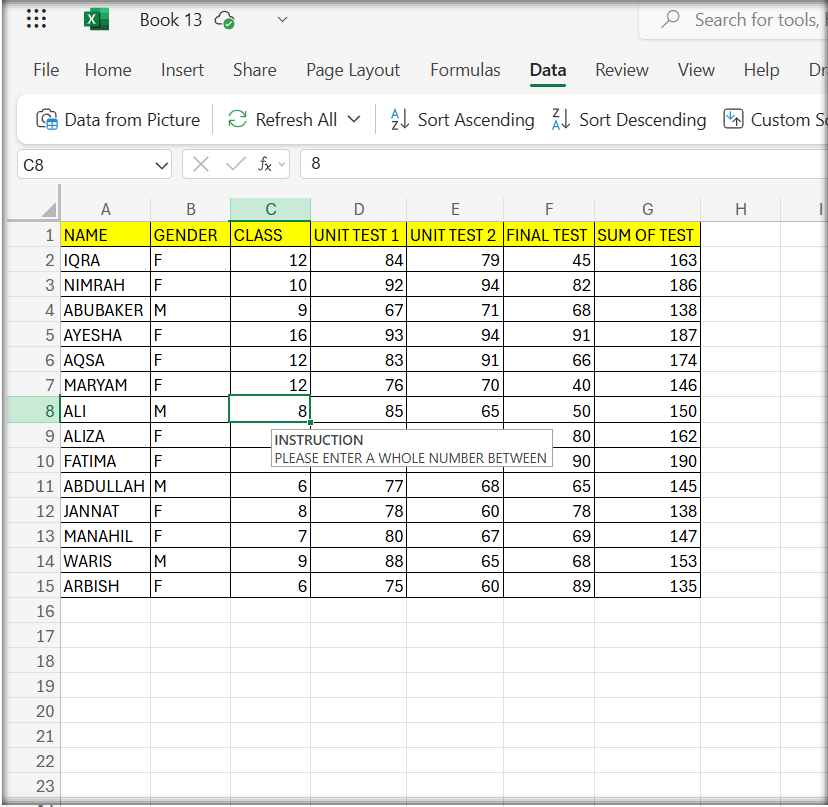 Book 13 Search for tools,
File Home Insert Share Page Layout Formulas Data Review View Help
Data from Picture Refresh All Sort Ascending Sort Descending Custom
C8 fx 8
A B C D E F G H I
1 NAME GENDER CLASS UNIT TEST 1 UNIT TEST 2 FINAL TEST SUM OF TEST
2 IQRA F 12 84 79 45 163
3 NIMRAH F 10 92 94 82 186
4 ABUBAKER M 9 67 71 68 138
5 AYESHA F 16 93 94 91 187
6 AQSA F 12 83 91 66 174
7 MARYAM F 12 76 70 40 146
8 ALI M 8 85 65 50 150
9 ALIZA F 80 162
INSTRUCTION
PLEASE ENTER A WHOLE NUMBER BETWEEN
10 FATIMA F 90 190
11 ABDULLAH M 6 77 68 65 145
12 JANNAT F 8 78 60 78 138
13 MANAHIL F 7 80 67 69 147
14 WARIS M 9 88 65 68 153
15 ARBISH F 6 75 60 89 135
16
17
18
19
20
21
22
23